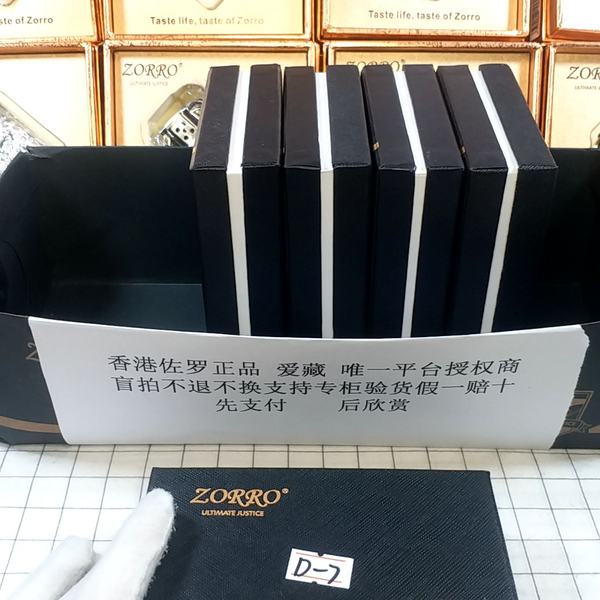 Taste life, taste of Zorro
Taste life, taste of Zorro
ZORRO®
ULTIMATE JUSTICE
香港佐罗正品 爱藏 唯一平台授权商
盲拍不退不换支持专柜验货假一赔十
先支付 后欣赏
ZORRO®
ULTIMATE JUSTICE
D-7